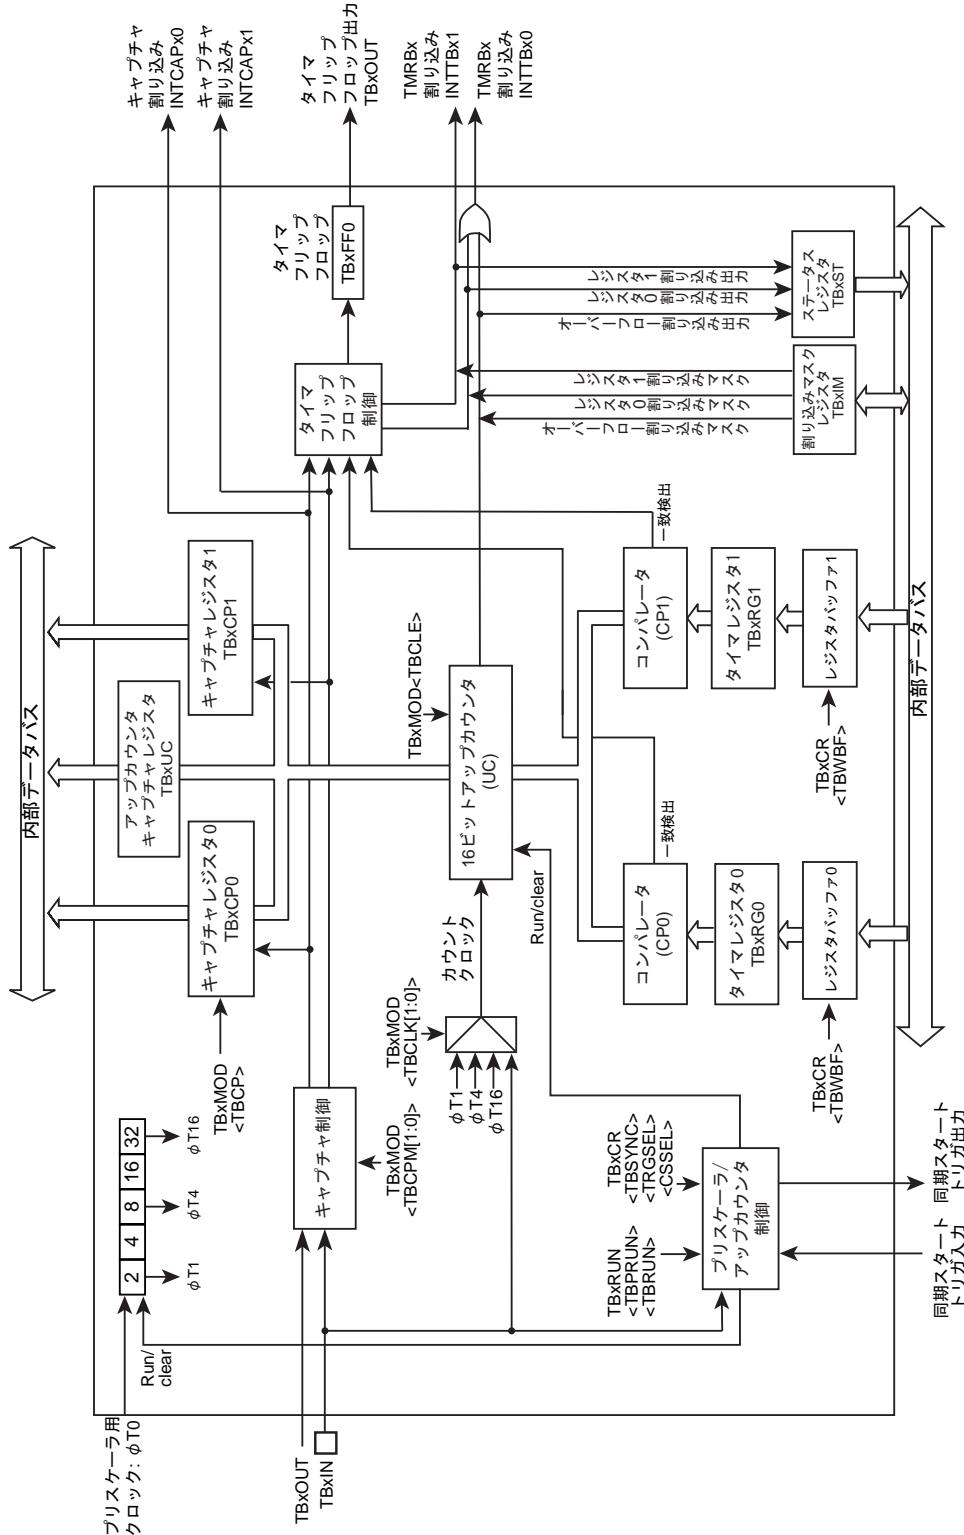 プリスケーラ用
クロック: φT0
Run/
clear
2
4
8
16
32
φT1
φT4
φT16
TBxOUT
TBxIN
TBxMOD
<TBCP>
キャプチャ制御
TBxMOD
<TBCPM[1:0]>
内部データバス
キャプチャレジスタ0
TBxCP0
アップカウンタ
キャプチャレジスタ
TBxUC
キャプチャレジスタ1
TBxCP1
キャプチャ
割り込み
INTCAPx0
キャプチャ
割り込み
INTCAPx1
タイマ
フリップ
フロップ
制御
タイマ
フリップ
フロップ
TBxFF0
タイマ
フリップ
フロップ出力
TBxOUT
TMRBx
割り込み
INTTBx1
TMRBx
割り込み
INTTBx0
TBxMOD
<TBCLK[1:0]>
φT1
φT4
φT16
カウント
クロック
16ビットアップカウンタ
(UC)
TBxMOD<TBCLE>
Run/clear
TBxRUN
<TBPRUN>
<TBRUN>
TBxCR
<TBSYNC>
<TRGSEL>
<CSSEL>
プリスケーラ/
アップカウンタ
制御
同期スタート
トリガ入力
同期スタート
トリガ出力
コンパレータ
(CP0)
一致検出
タイマレジスタ0
TBxRG0
レジスタバッファ0
TBxCR
<TBWBF>
コンパレータ
(CP1)
一致検出
タイマレジスタ1
TBxRG1
レジスタバッファ1
TBxCR
<TBWBF>
レジスタ1割り込みマスク
レジスタ0割り込みマスク
オーバーフロー割り込みマスク
割り込みマスク
レジスタ
TBxIM
レジスタ1割り込み出力
レジスタ0割り込み出力
オーバーフロー割り込み出力
ステータス
レジスタ
TBxST
内部データバス